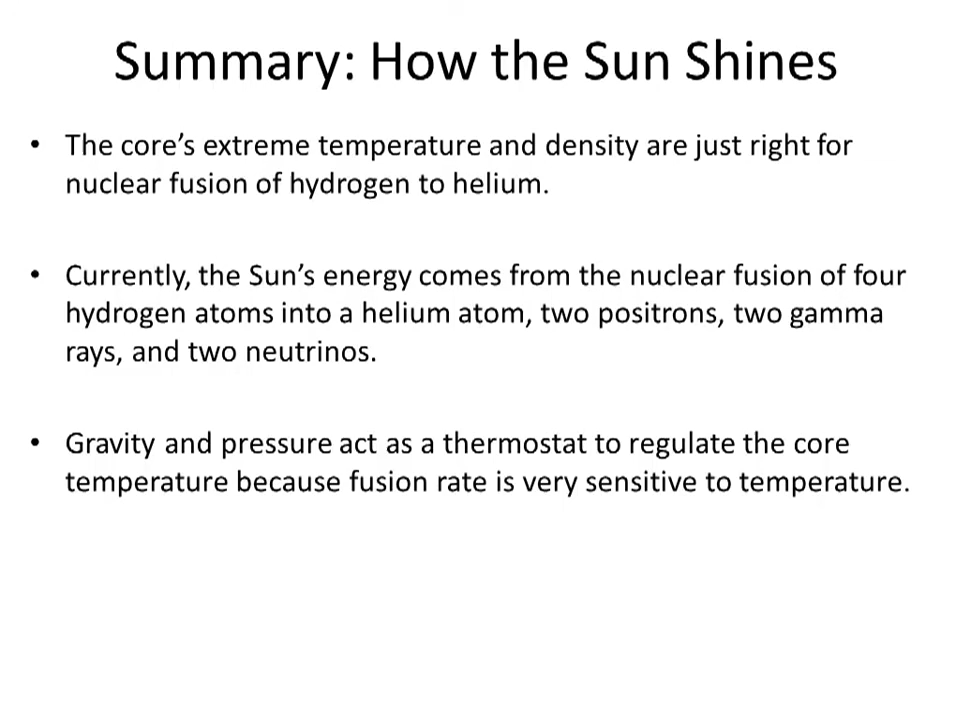 Summary: How the Sun Shines
• The core’s extreme temperature and density are just right for
nuclear fusion of hydrogen to helium.
• Currently, the Sun’s energy comes from the nuclear fusion of four
hydrogen atoms into a helium atom, two positrons, two gamma
rays, and two neutrinos.
• Gravity and pressure act as a thermostat to regulate the core
temperature because fusion rate is very sensitive to temperature.